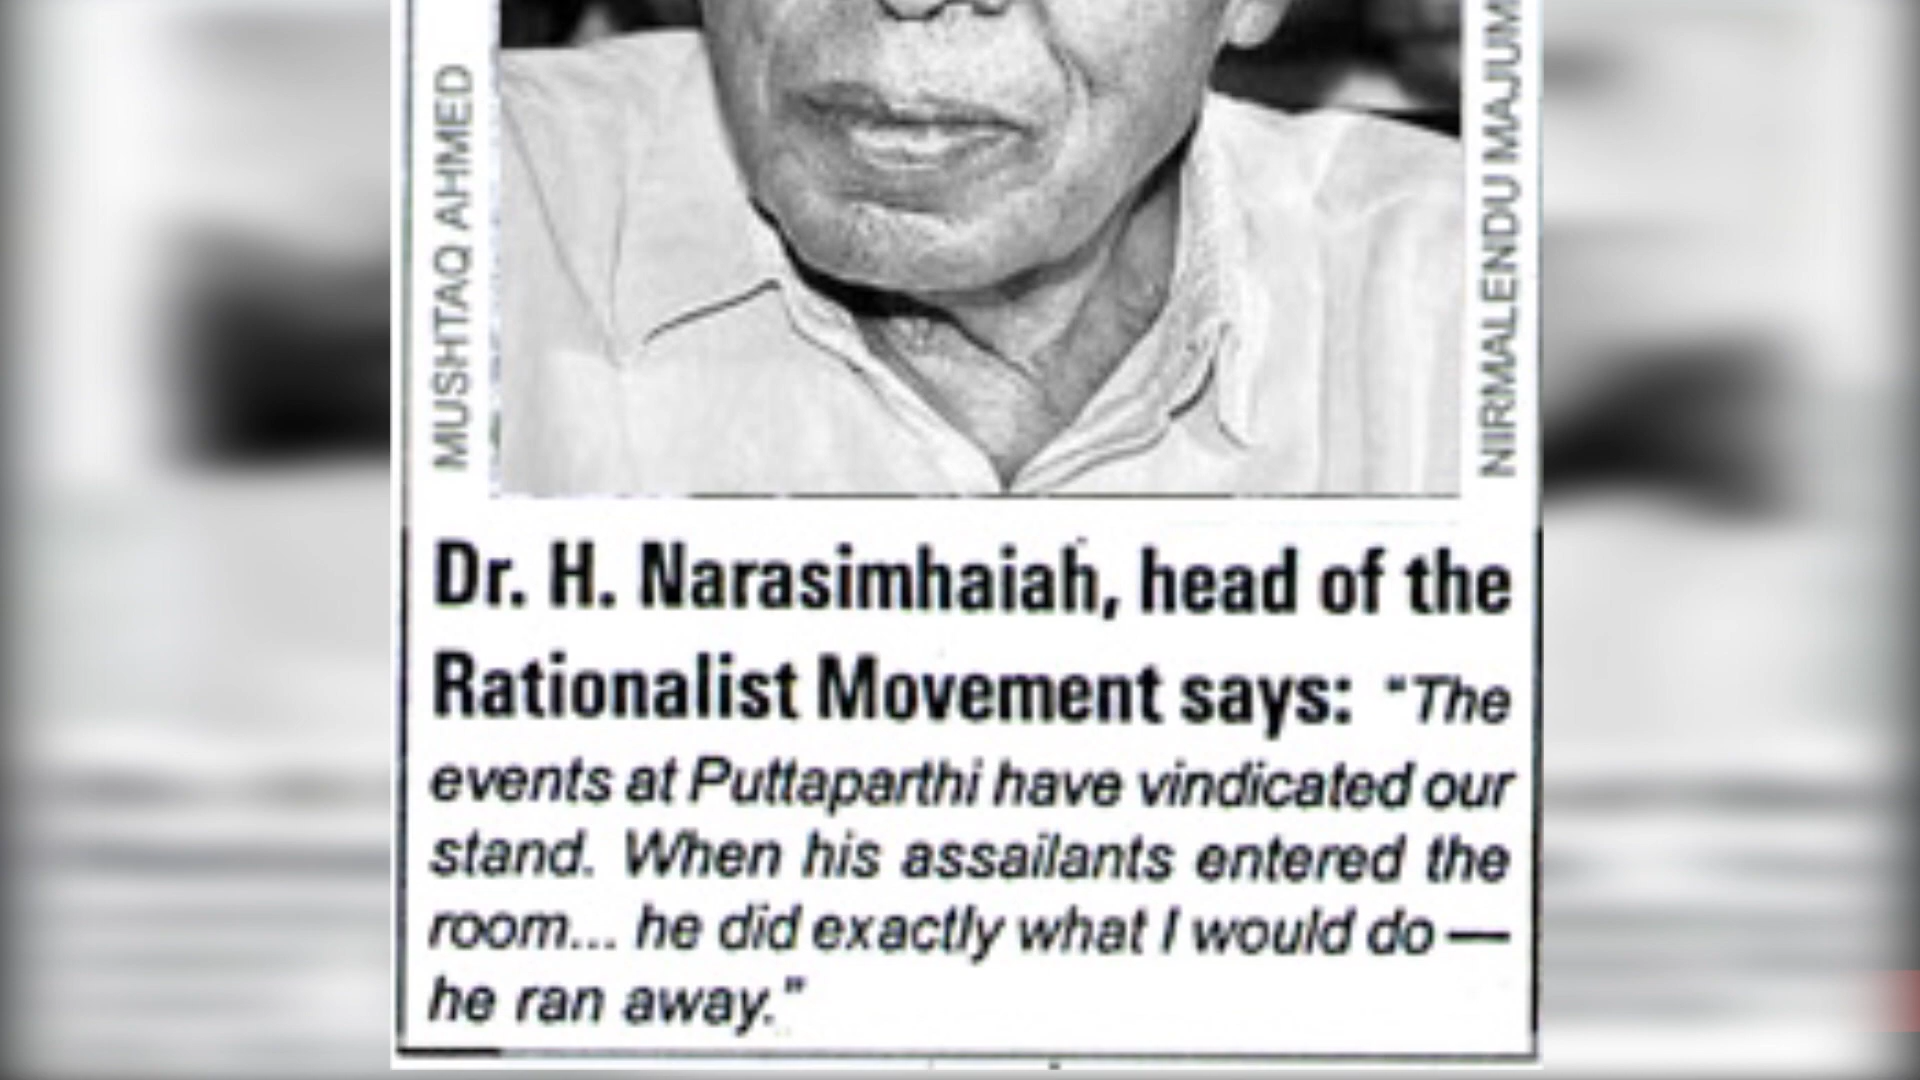 MUSHTAQ AHMED
NIRMALENDU MAJUM
Dr. H. Narasimhaiah, head of the
Rationalist Movement says: "The
events at Puttaparthi have vindicated our
stand. When his assailants entered the
room... he did exactly what I would do —
he ran away."